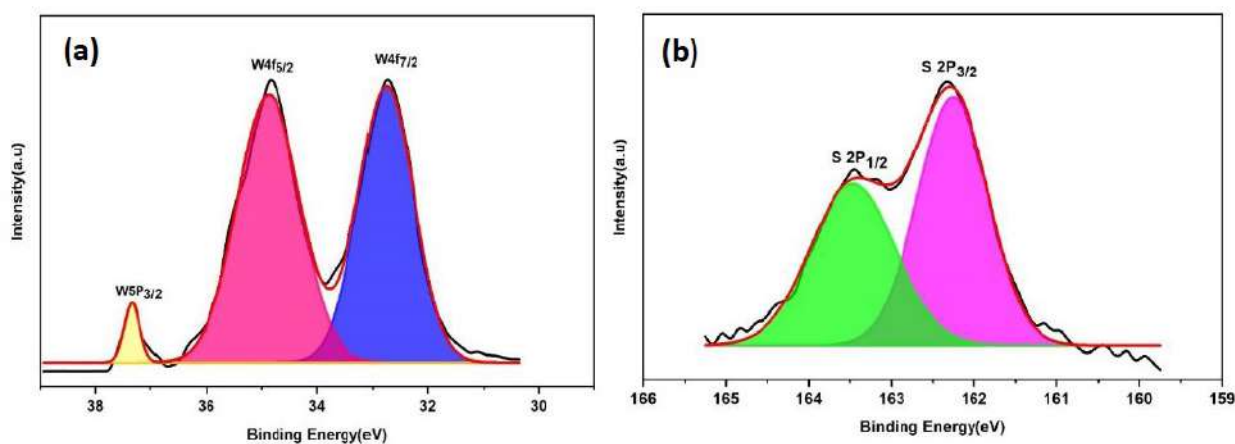 (a)
W4f5/2
W4f7/2
W5P3/2
Intensity(a.u)
38 36 34 32 30
Binding Energy(eV)
(b)
S 2P3/2
S 2P1/2
Intensity(a.u)
166 165 164 163 162 161 160 159
Binding Energy(eV)